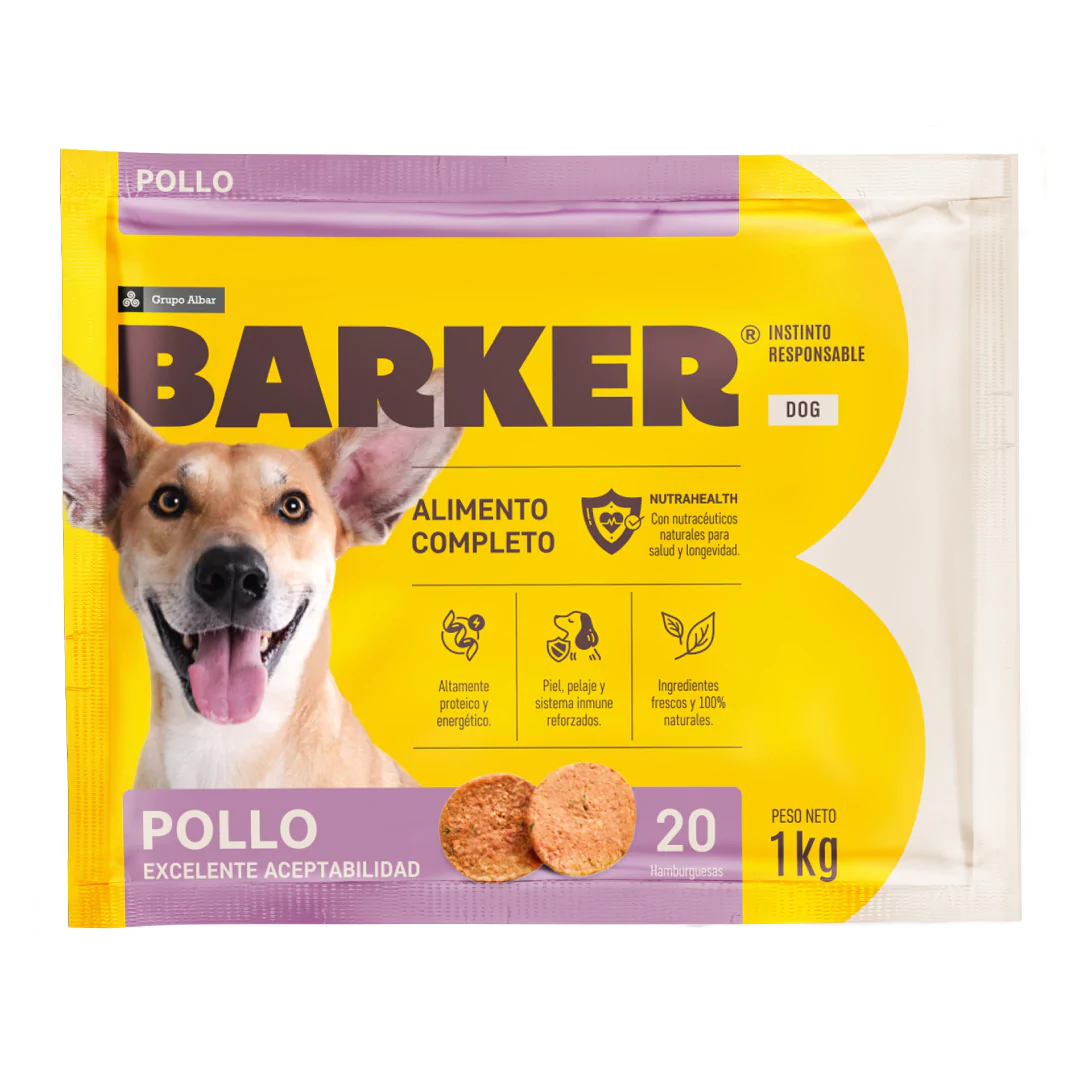 POLLO
Grupo Albar
BARKER®
INSTINTO
RESPONSABLE
DOG
ALIMENTO
COMPLETO
NUTRAHEALTH
Con nutracéuticos
naturales para
salud y longevidad.
Altamente
proteico y
energético.
Piel, pelaje y
sistema inmune
reforzados.
Ingredientes
frescos y 100%
naturales.
POLLO
EXCELENTE ACEPTABILIDAD
20
Hamburguesas
PESO NETO
1kg